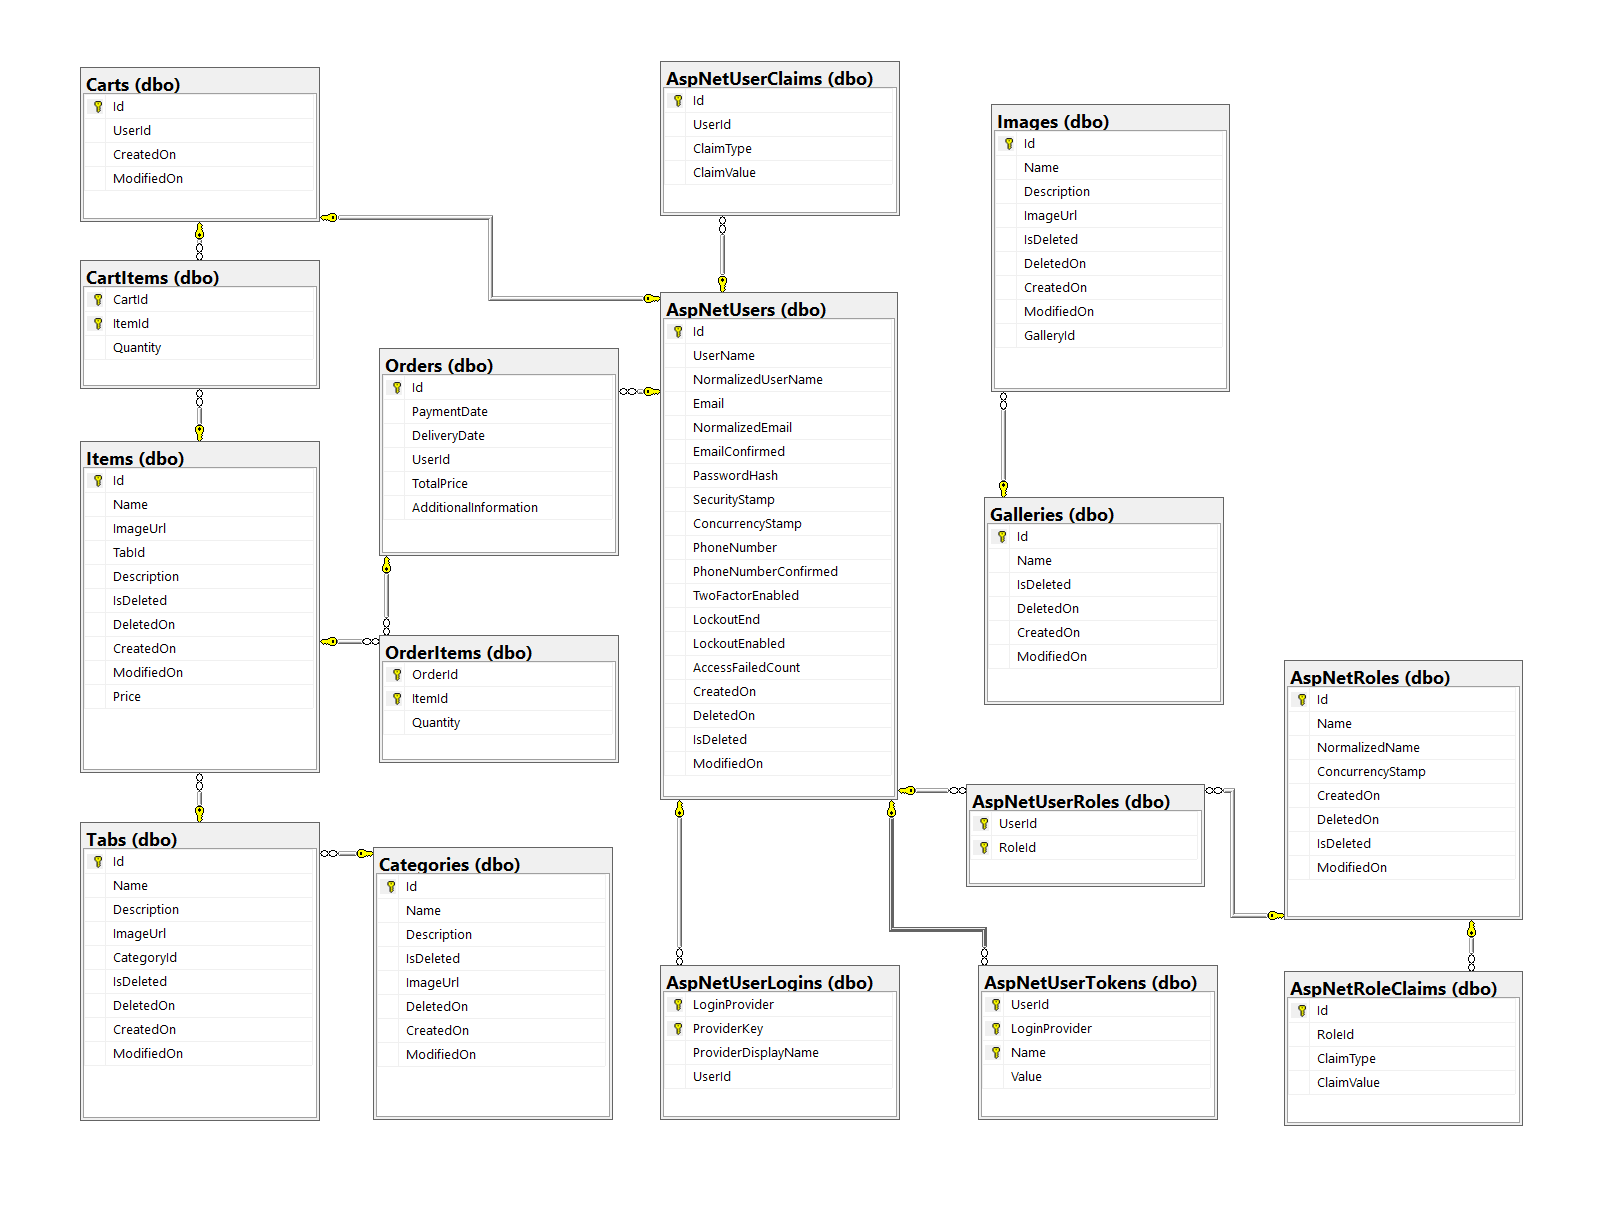 Carts (dbo)
Id
UserId
CreatedOn
ModifiedOn
CartItems (dbo)
CartId
ItemId
Quantity
Items (dbo)
Id
Name
ImageUrl
TabId
Description
IsDeleted
DeletedOn
CreatedOn
ModifiedOn
Price
Tabs (dbo)
Id
Name
Description
ImageUrl
CategoryId
IsDeleted
DeletedOn
CreatedOn
ModifiedOn
Orders (dbo)
Id
PaymentDate
DeliveryDate
UserId
TotalPrice
AdditionalInformation
OrderItems (dbo)
OrderId
ItemId
Quantity
Categories (dbo)
Id
Name
Description
IsDeleted
ImageUrl
DeletedOn
CreatedOn
ModifiedOn
AspNetUserClaims (dbo)
Id
UserId
ClaimType
ClaimValue
AspNetUsers (dbo)
Id
UserName
NormalizedUserName
Email
NormalizedEmail
EmailConfirmed
PasswordHash
SecurityStamp
ConcurrencyStamp
PhoneNumber
PhoneNumberConfirmed
TwoFactorEnabled
LockoutEnd
LockoutEnabled
AccessFailedCount
CreatedOn
DeletedOn
IsDeleted
ModifiedOn
AspNetUserLogins (dbo)
LoginProvider
ProviderKey
ProviderDisplayName
UserId
Images (dbo)
Id
Name
Description
ImageUrl
IsDeleted
DeletedOn
CreatedOn
ModifiedOn
GalleryId
Galleries (dbo)
Id
Name
IsDeleted
DeletedOn
CreatedOn
ModifiedOn
AspNetUserRoles (dbo)
UserId
RoleId
AspNetUserTokens (dbo)
UserId
LoginProvider
Name
Value
AspNetRoles (dbo)
Id
Name
NormalizedName
ConcurrencyStamp
CreatedOn
DeletedOn
IsDeleted
ModifiedOn
AspNetRoleClaims (dbo)
Id
RoleId
ClaimType
ClaimValue